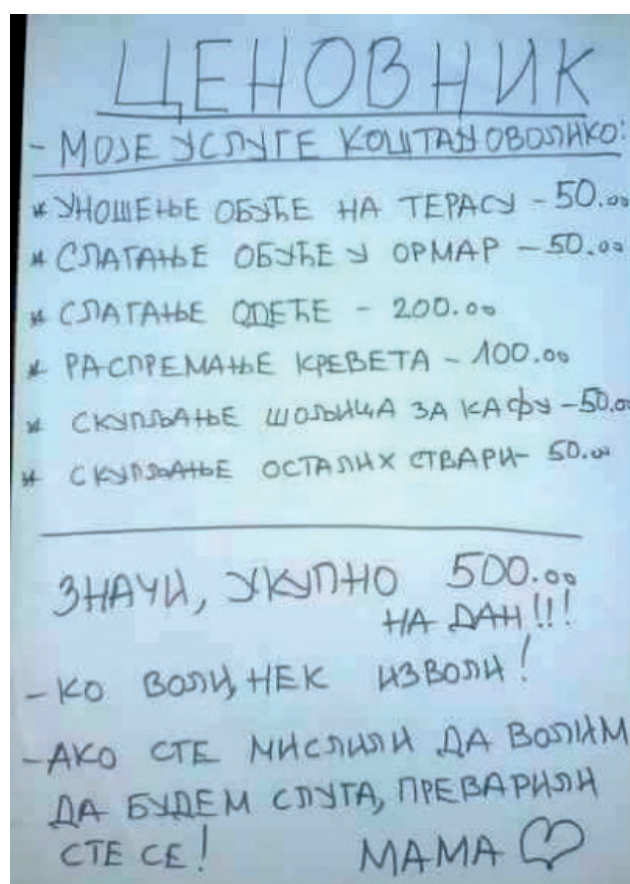 ЦЕНОВНИК
- МОЈЕ УСЛУГЕ КОШТАЈУ ОВОЛИКО:
* УНОШЕЊЕ ОБУЋЕ НА ТЕРАСУ - 50.00
* СЛАГАЊЕ ОБУЋЕ У ОРМАР - 50.00
* СЛАГАЊЕ ОДЕЋЕ - 200.00
* РАСПРЕМАЊЕ КРЕВЕТА - 100.00
* СКУПЉАЊЕ ШОЉИЦА ЗА КАФУ - 50.00
* СКУПЉАЊЕ ОСТАЛИХ СТВАРИ - 50.00
ЗНАЧИ, УКУПНО 500.00
НА ДАН!!!
- КО ВОЛИ, НЕК ИЗВОЛИ!
- АКО СТЕ МИСЛИЛИ ДА ВОЛИМ
ДА БУДЕМ СЛУГА, ПРЕВАРИЛИ
СТЕ СЕ! МАМА ♡